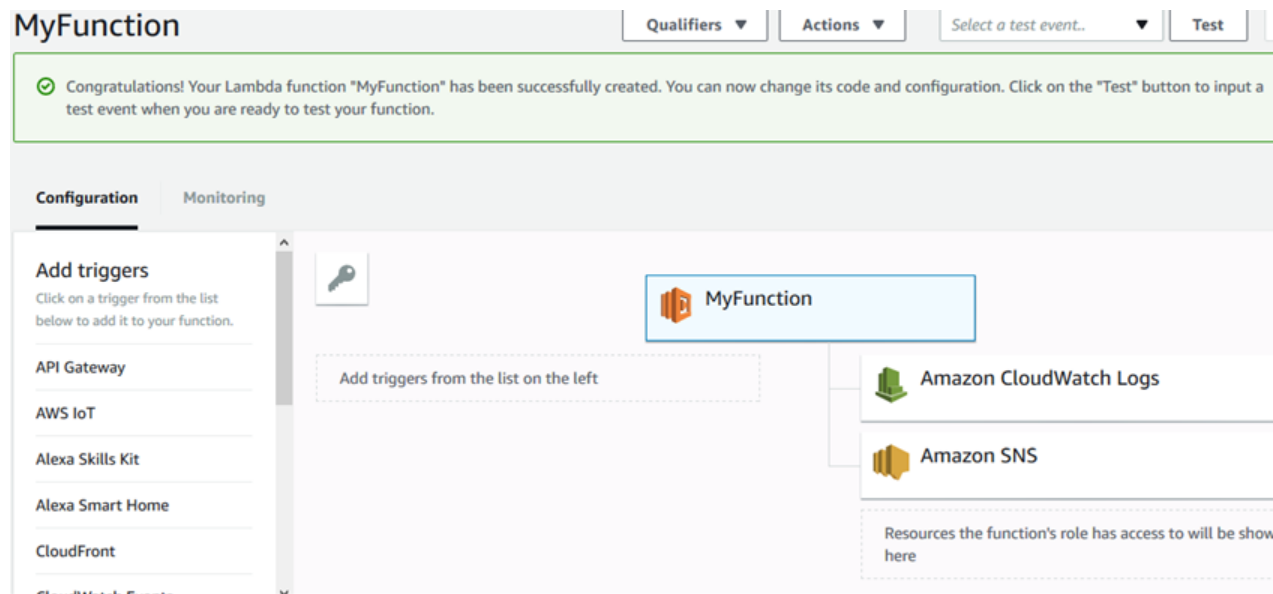 MyFunction
Qualifiers
Actions
Select a test event..
Test
Congratulations! Your Lambda function "MyFunction" has been successfully created. You can now change its code and configuration. Click on the "Test" button to input a
test event when you are ready to test your function.
Configuration
Monitoring
Add triggers
Click on a trigger from the list
below to add it to your function.
API Gateway
AWS IoT
Alexa Skills Kit
Alexa Smart Home
CloudFront
MyFunction
Add triggers from the list on the left
Amazon CloudWatch Logs
Amazon SNS
Resources the function's role has access to will be show
here